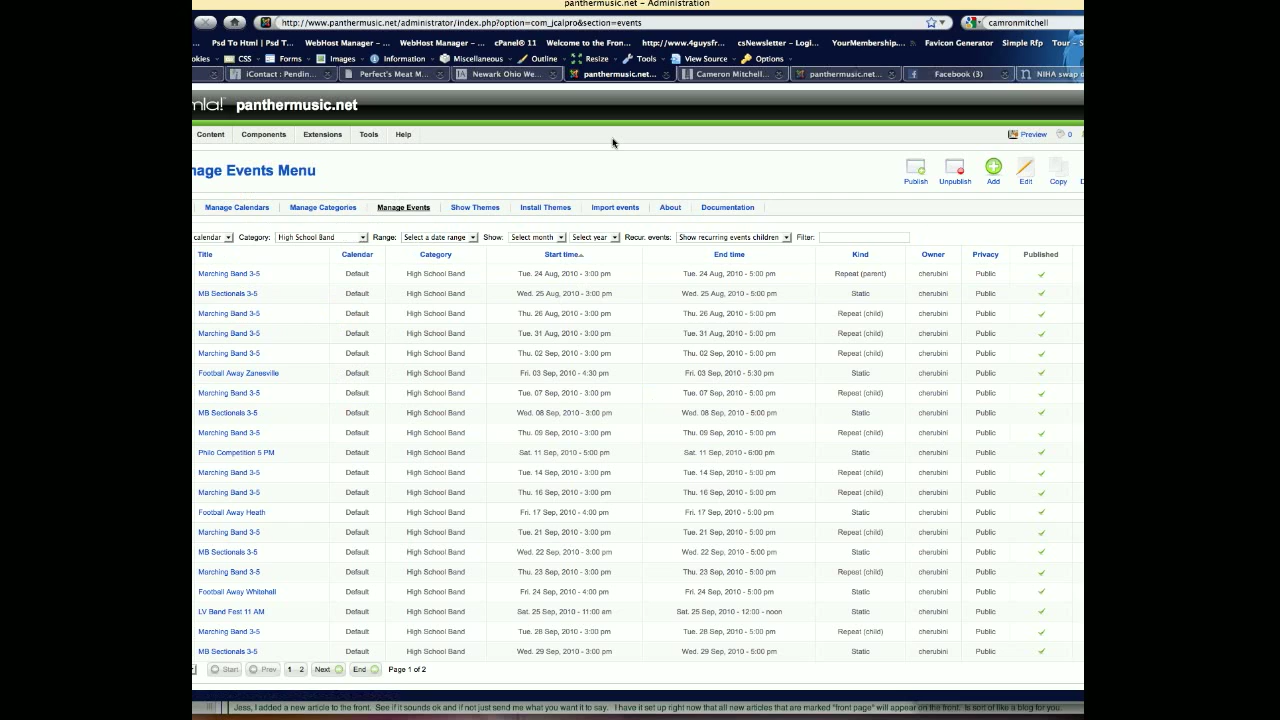 panthermusic.net – Administration
http://www.panthermusic.net/administrator/index.php?option=com_jcalpro&section=events camronmitchell
... Psd To Html | Psd T... WebHost Manager – ... WebHost Manager – ... cPanel® 11 Welcome to the Fron... http://www.4guysfr... csNewsletter – Logi... YourMembership. Favicon Generator Simple Rfp Tour – S
okies CSS Forms Images Information Miscellaneous Outline Resize Tools View Source Options
iContact : Pendin... Perfect's Meat M... Newark Ohio We... panthermusic.net... Cameron Mitchell... panthermusic.net... Facebook (3) NIHA swap o
mla! panthermusic.net
Content Components Extensions Tools Help Preview 0
nage Events Menu
Publish Unpublish Add Edit Copy D
Manage Calendars Manage Categories Manage Events Show Themes Install Themes Import events About Documentation
calendar Category: High School Band Range: Select a date range Show: Select month Select year Recur. events: Show recurring events children Filter:
Title Calendar Category Start time End time Kind Owner Privacy Published
Marching Band 3-5 Default High School Band Tue. 24 Aug, 2010 - 3:00 pm Tue. 24 Aug, 2010 - 5:00 pm Repeat (parent) cherubini Public
MB Sectionals 3-5 Default High School Band Wed. 25 Aug, 2010 - 3:00 pm Wed. 25 Aug, 2010 - 5:00 pm Static cherubini Public
Marching Band 3-5 Default High School Band Thu. 26 Aug, 2010 - 3:00 pm Thu. 26 Aug, 2010 - 5:00 pm Repeat (child) cherubini Public
Marching Band 3-5 Default High School Band Tue. 31 Aug, 2010 - 3:00 pm Tue. 31 Aug, 2010 - 5:00 pm Repeat (child) cherubini Public
Marching Band 3-5 Default High School Band Thu. 02 Sep, 2010 - 3:00 pm Thu. 02 Sep, 2010 - 5:00 pm Repeat (child) cherubini Public
Football Away Zanesville Default High School Band Fri. 03 Sep, 2010 - 4:30 pm Fri. 03 Sep, 2010 - 5:30 pm Static cherubini Public
Marching Band 3-5 Default High School Band Tue. 07 Sep, 2010 - 3:00 pm Tue. 07 Sep, 2010 - 5:00 pm Repeat (child) cherubini Public
MB Sectionals 3-5 Default High School Band Wed. 08 Sep, 2010 - 3:00 pm Wed. 08 Sep, 2010 - 5:00 pm Static cherubini Public
Marching Band 3-5 Default High School Band Thu. 09 Sep, 2010 - 3:00 pm Thu. 09 Sep, 2010 - 5:00 pm Repeat (child) cherubini Public
Philo Competition 5 PM Default High School Band Sat. 11 Sep, 2010 - 5:00 pm Sat. 11 Sep, 2010 - 6:00 pm Static cherubini Public
Marching Band 3-5 Default High School Band Tue. 14 Sep, 2010 - 3:00 pm Tue. 14 Sep, 2010 - 5:00 pm Repeat (child) cherubini Public
Marching Band 3-5 Default High School Band Thu. 16 Sep, 2010 - 3:00 pm Thu. 16 Sep, 2010 - 5:00 pm Repeat (child) cherubini Public
Football Away Heath Default High School Band Fri. 17 Sep, 2010 - 4:00 pm Fri. 17 Sep, 2010 - 5:00 pm Static cherubini Public
Marching Band 3-5 Default High School Band Tue. 21 Sep, 2010 - 3:00 pm Tue. 21 Sep, 2010 - 5:00 pm Repeat (child) cherubini Public
MB Sectionals 3-5 Default High School Band Wed. 22 Sep, 2010 - 3:00 pm Wed. 22 Sep, 2010 - 5:00 pm Static cherubini Public
Marching Band 3-5 Default High School Band Thu. 23 Sep, 2010 - 3:00 pm Thu. 23 Sep, 2010 - 5:00 pm Repeat (child) cherubini Public
Football Away Whitehall Default High School Band Fri. 24 Sep, 2010 - 4:00 pm Fri. 24 Sep, 2010 - 5:00 pm Static cherubini Public
LV Band Fest 11 AM Default High School Band Sat. 25 Sep, 2010 - 11:00 am Sat. 25 Sep, 2010 - 12:00 - noon Static cherubini Public
Marching Band 3-5 Default High School Band Tue. 28 Sep, 2010 - 3:00 pm Tue. 28 Sep, 2010 - 5:00 pm Repeat (child) cherubini Public
MB Sectionals 3-5 Default High School Band Wed. 29 Sep, 2010 - 3:00 pm Wed. 29 Sep, 2010 - 5:00 pm Static cherubini Public
Start Prev 1 2 Next End Page 1 of 2
Jess, I added a new article to the front. See if it sounds ok and if not just send me what you want it to say. I have it set up right now that all new articles that are marked "front page" will appear on the front. Is sort of like a blog for you.